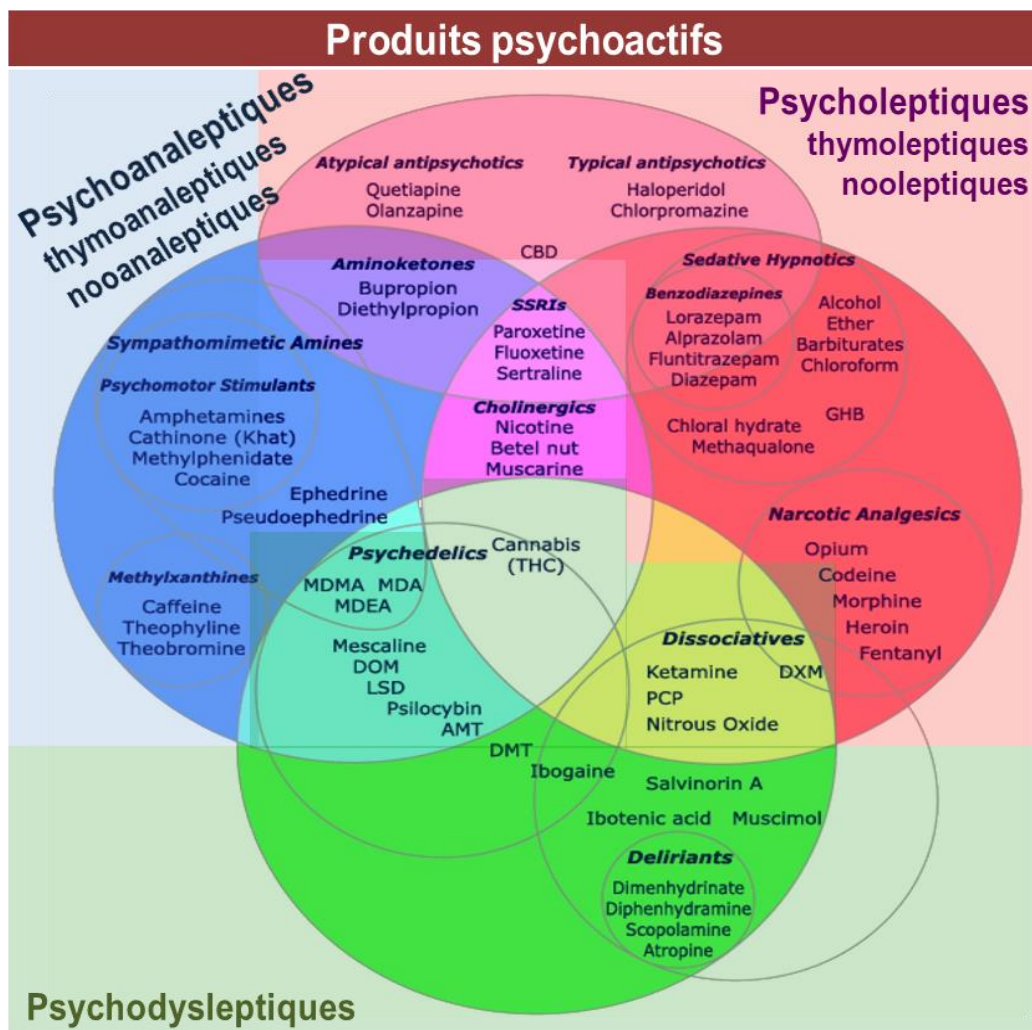 Produits psychoactifs
Psychoanaleptiques
thymoanaleptiques
nooanaleptiques
Psycholeptiques
thymoleptiques
nooleptiques
Atypical antipsychotics
Quetiapine
Olanzapine
Typical antipsychotics
Haloperidol
Chlorpromazine
CBD
Aminoketones
Bupropion
Diethylpropion
SSRIs
Paroxetine
Fluoxetine
Sertraline
Sedative Hypnotics
Benzodiazepines
Lorazepam
Alprazolam
Fluntitrazepam
Diazepam
Alcohol
Ether
Barbiturates
Chloroform
GHB
Chloral hydrate
Methaqualone
Sympathomimetic Amines
Psychomotor Stimulants
Amphetamines
Cathinone (Khat)
Methylphenidate
Cocaine
Cholinergics
Nicotine
Betel nut
Muscarine
Ephedrine
Pseudoephedrine
Narcotic Analgesics
Opium
Codeine
Morphine
Heroin
Fentanyl
Methylxanthines
Caffeine
Theophyline
Theobromine
Psychedelics
MDMA MDA
MDEA
Cannabis
(THC)
Mescaline
DOM
LSD
Psilocybin
AMT
Dissociatives
Ketamine
DXM
PCP
Nitrous Oxide
DMT
Ibogaine
Salvinorin A
Ibotenic acid
Muscimol
Deliriants
Dimenhydrinate
Diphenhydramine
Scopolamine
Atropine
Psychodysleptiques